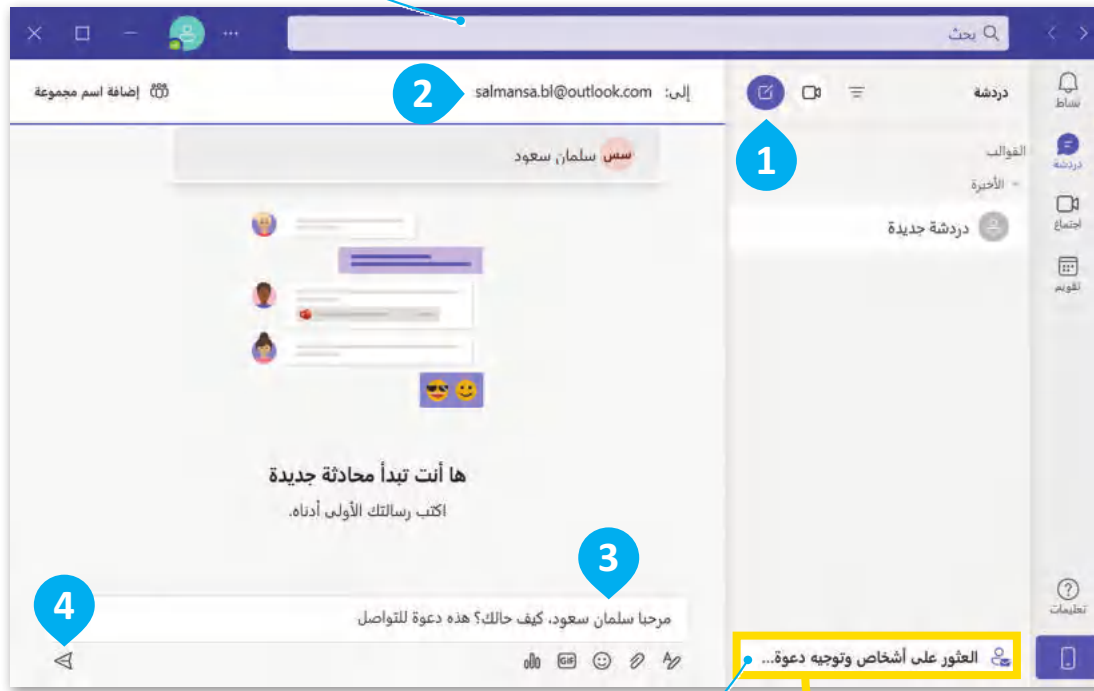 بحث
نشاط
دردشة
اجتماع
تقويم
تعليمات
دردشة
1
القوالب
الأخيرة
دردشة جديدة
العثور على أشخاص وتوجيه دعوة...
إلى: salmansa.bl@outlook.com
2
إضافة اسم مجموعة
سس سلمان سعود
ها أنت تبدأ محادثة جديدة
اكتب رسالتك الأولى أدناه.
3
مرحبا سلمان سعود، كيف حالك؟ هذه دعوة للتواصل
GIF
4